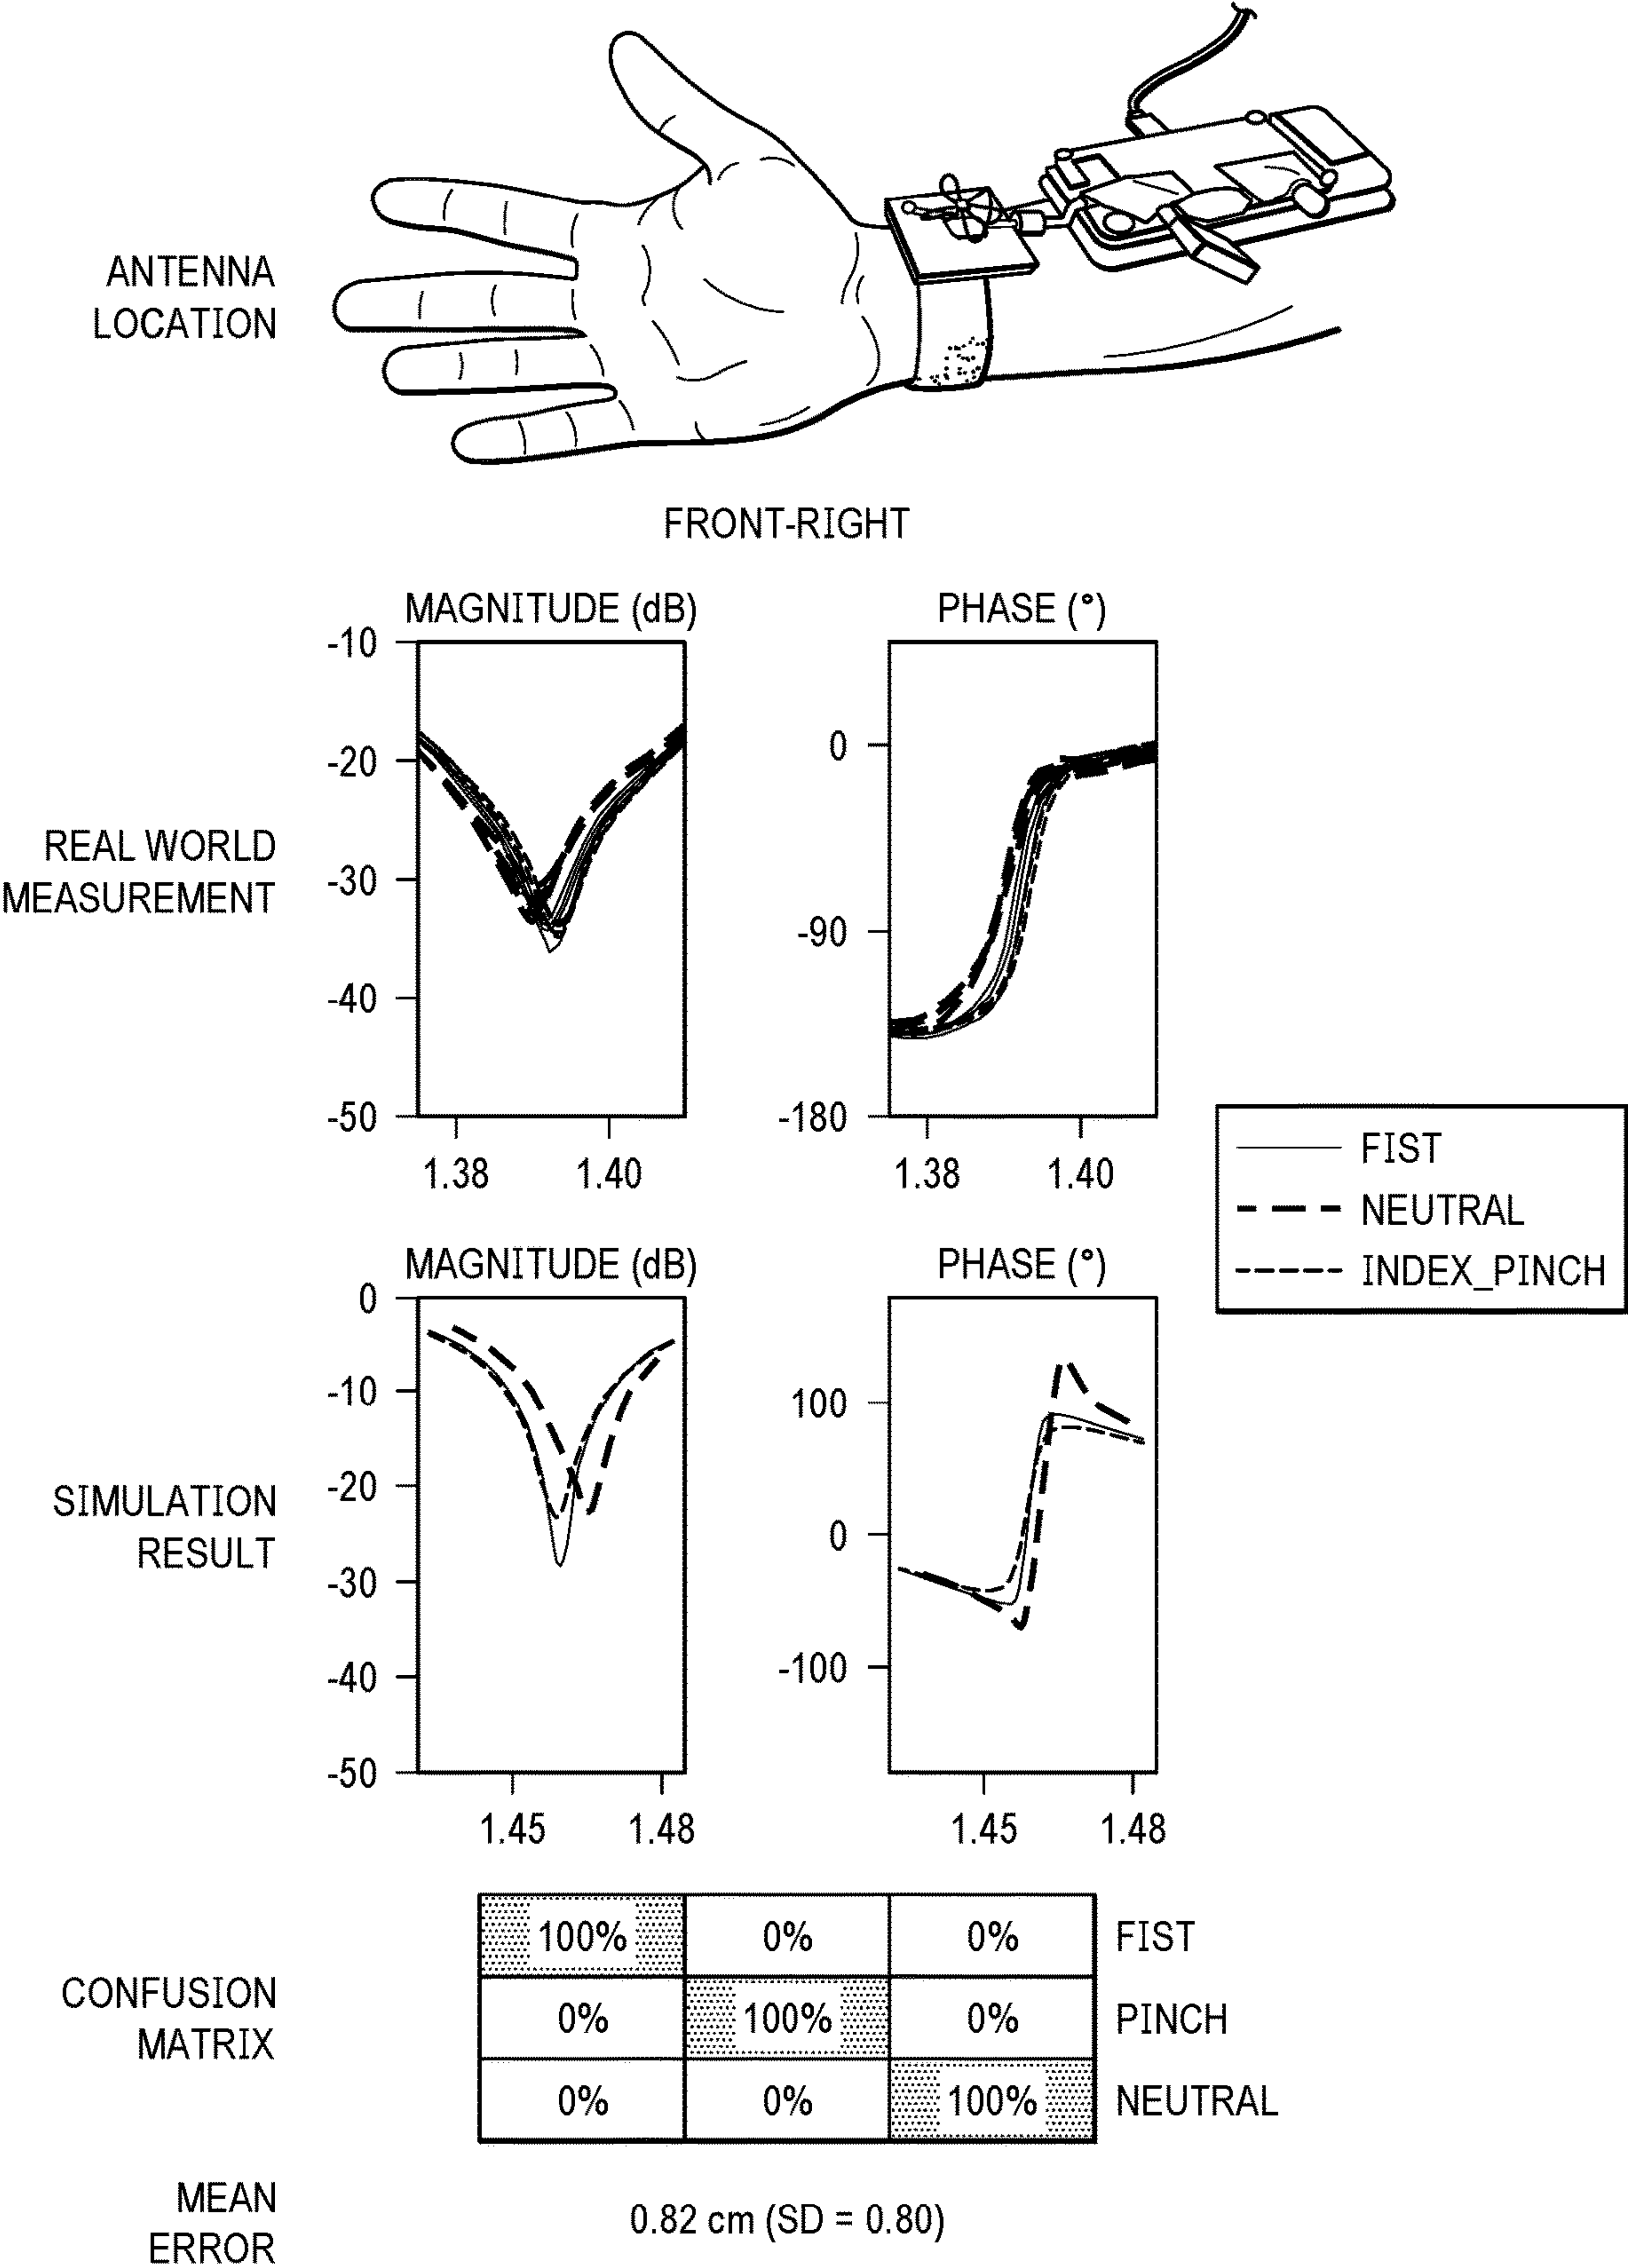 ANTENNA
LOCATION
FRONT-RIGHT
MAGNITUDE (dB)
PHASE (°)
-10
-20
-30
-40
-50
0
-90
-180
REAL WORLD
MEASUREMENT
1.38
1.40
1.38
1.40
FIST
NEUTRAL
INDEX_PINCH
MAGNITUDE (dB)
PHASE (°)
0
-10
-20
-30
-40
-50
100
0
-100
SIMULATION
RESULT
1.45
1.48
1.45
1.48
CONFUSION
MATRIX
100% 0% 0% FIST
0% 100% 0% PINCH
0% 0% 100% NEUTRAL
MEAN
ERROR
0.82 cm (SD = 0.80)